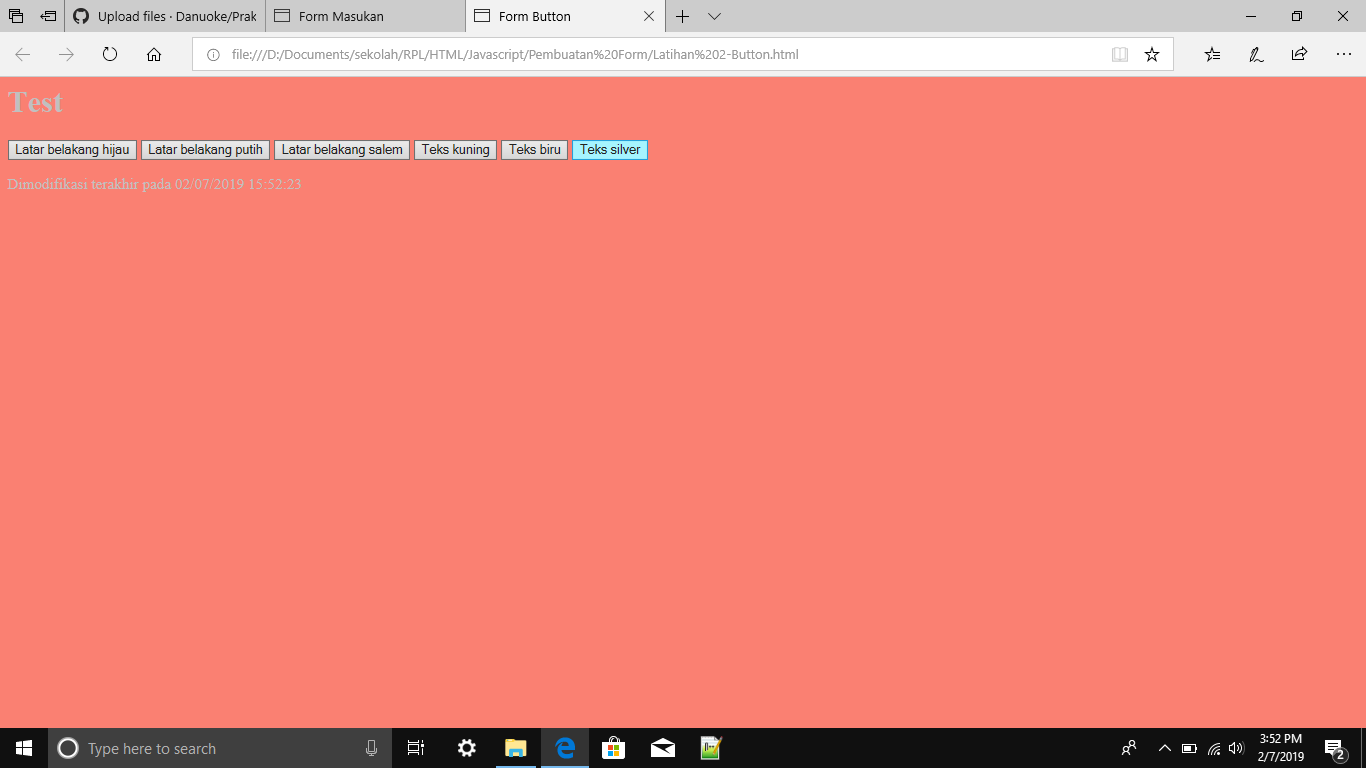 Upload files · Danuoke/Prak
Form Masukan
Form Button
file:///D:/Documents/sekolah/RPL/HTML/Javascript/Pembuatan%20Form/Latihan%202-Button.html
Test
Latar belakang hijau Latar belakang putih Latar belakang salem Teks kuning Teks biru Teks silver
Dimodifikasi terakhir pada 02/07/2019 15:52:23
Type here to search
3:52 PM
2/7/2019
2